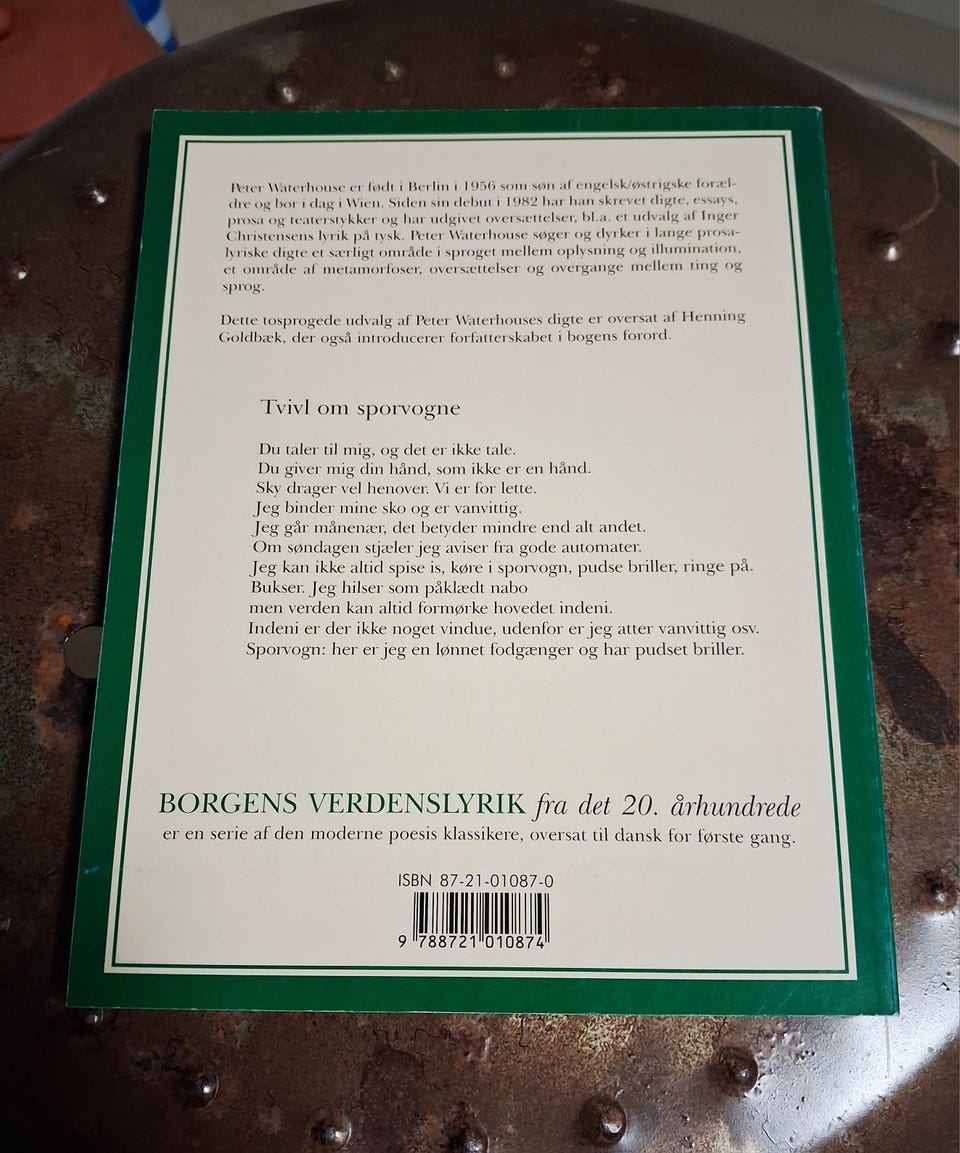 Peter Waterhouse er født i Berlin i 1956 som søn af engelsk/østrigske foræl-
dre og bor i dag i Wien. Siden sin debut i 1982 har han skrevet digte, essays,
prosa og teaterstykker og har udgivet oversættelser, bl.a. et udvalg af Inger
Christensens lyrik på tysk. Peter Waterhouse søger og dyrker i lange prosa-
lyriske digte et særligt område i sproget mellem oplysning og illumination,
et område af metamorfoser, oversættelser og overgange mellem ting og
sprog.
Dette tosprogede udvalg af Peter Waterhouses digte er oversat af Henning
Goldbæk, der også introducerer forfatterskabet i bogens forord.
Tvivl om sporvogne
Du taler til mig, og det er ikke tale.
Du giver mig din hånd, som ikke er en hånd.
Sky drager vel henover. Vi er for lette.
Jeg binder mine sko og er vanvittig.
Jeg går månenær, det betyder mindre end alt andet.
Om søndagen stjæler jeg aviser fra gode automater.
Jeg kan ikke altid spise is, køre i sporvogn, pudse briller, ringe på.
Bukser. Jeg hilser som påklædt nabo
men verden kan altid formørke hovedet indeni.
Indeni er der ikke noget vindue, udenfor er jeg atter vanvittig osv.
Sporvogn: her er jeg en lønnet fodgænger og har pudset briller.
BORGENS VERDENSLYRIK fra det 20. århundrede
er en serie af den moderne poesis klassikere, oversat til dansk for første gang.
ISBN 87-21-01087-0
9 788721 010874